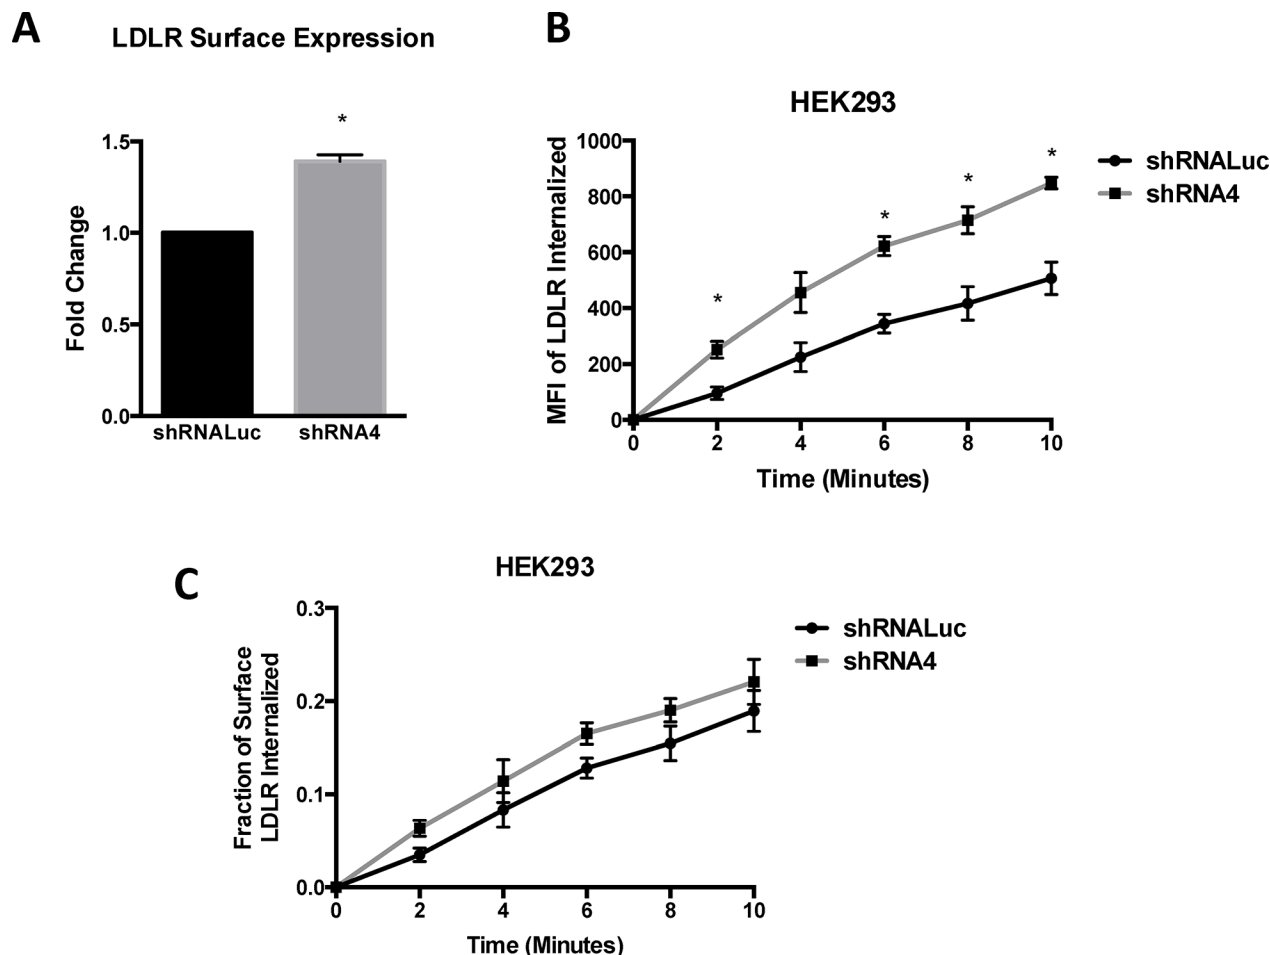 A
LDLR Surface Expression
*
1.5
1.0
0.5
0.0
Fold Change
shRNALuc
shRNA4
B
HEK293
1000
800
600
400
200
0
MFI of LDLR Internalized
*
*
*
*
0 2 4 6 8 10
Time (Minutes)
shRNALuc
shRNA4
C
HEK293
0.3
0.2
0.1
0.0
Fraction of Surface
LDLR Internalized
0 2 4 6 8 10
Time (Minutes)
shRNALuc
shRNA4